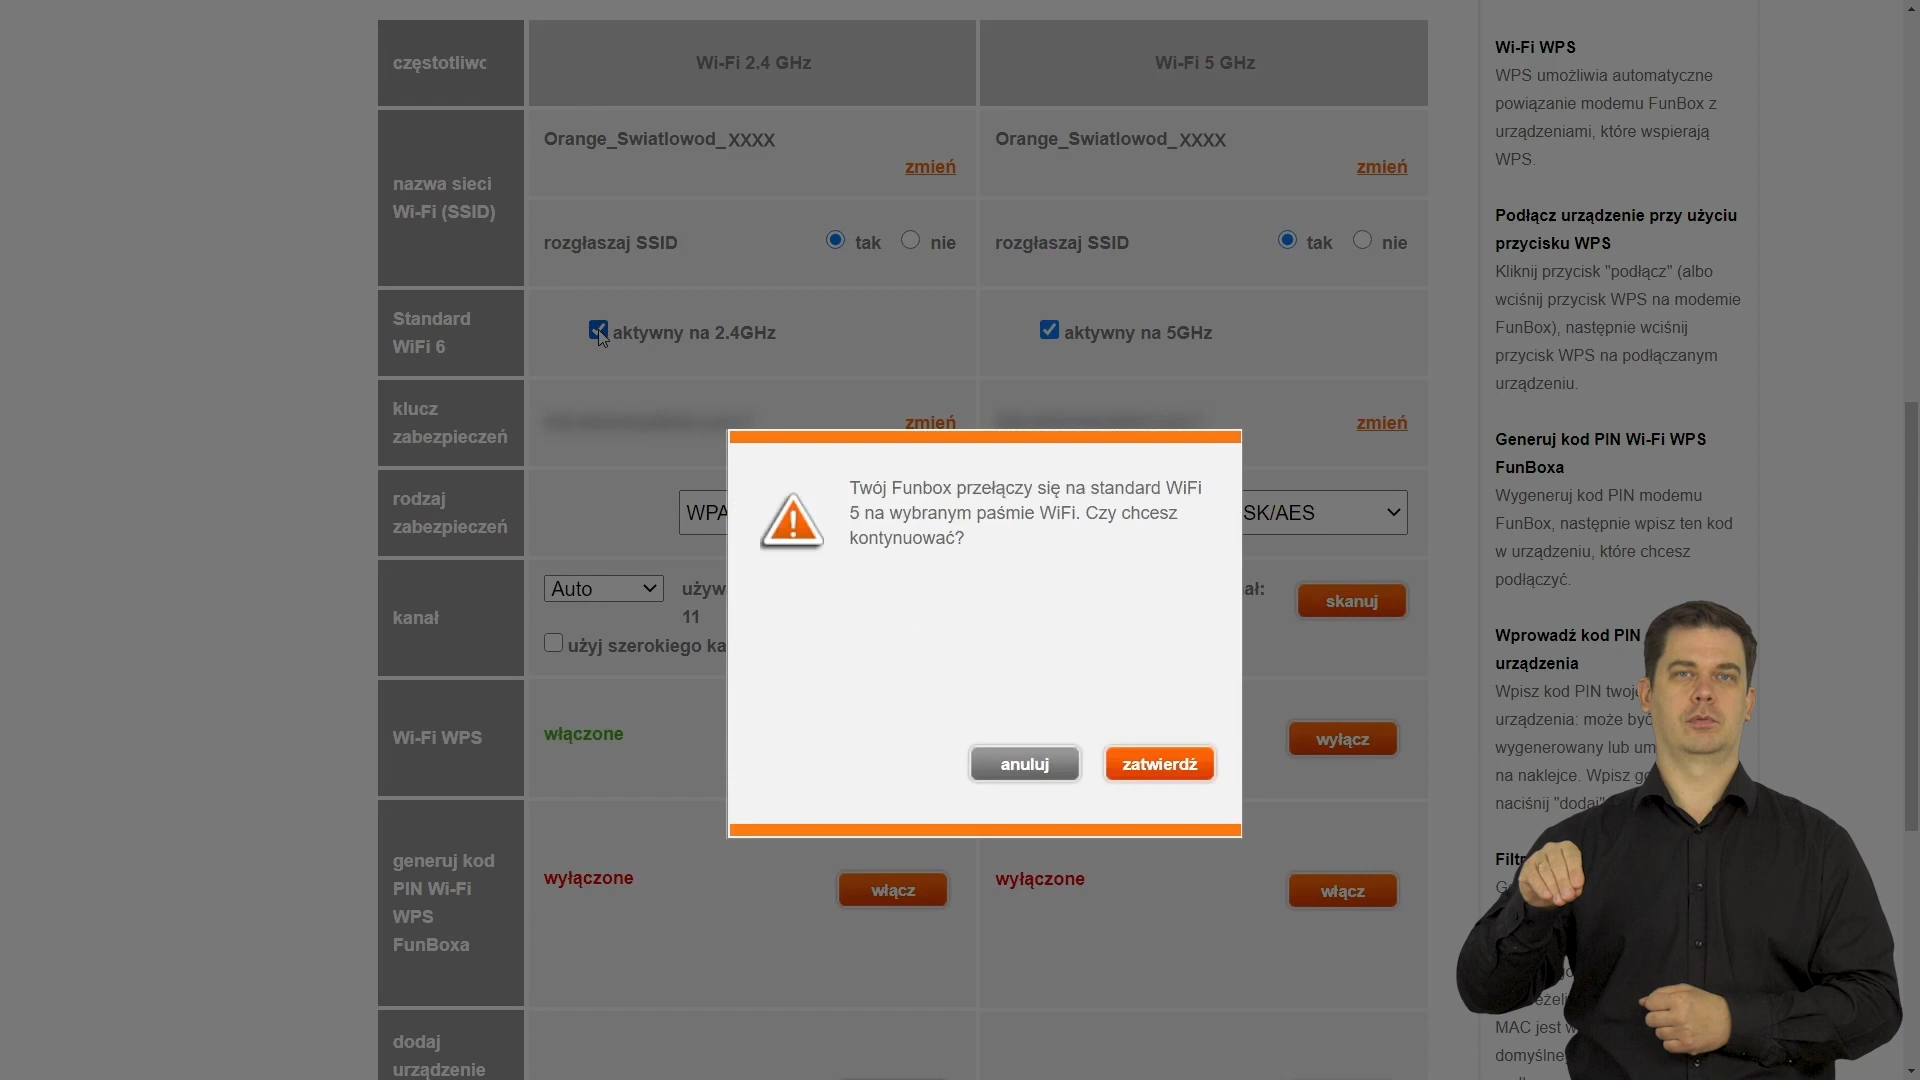 częstotliwo
Wi-Fi 2.4 GHz
Wi-Fi 5 GHz
nazwa sieci
Wi-Fi (SSID)
Orange_Swiatlowod_XXXX
zmień
Orange_Swiatlowod_XXXX
zmień
rozgłaszaj SSID
tak
nie
rozgłaszaj SSID
tak
nie
Standard
WiFi 6
aktywny na 2.4GHz
aktywny na 5GHz
klucz
zabezpieczeń
zmień
zmień
rodzaj
zabezpieczeń
WPA
SK/AES
kanał
Auto
używ
11
użyj szerokiego ka
ał:
skanuj
Wi-Fi WPS
włączone
wyłącz
generuj kod
PIN Wi-Fi
WPS
FunBoxa
wyłączone
włącz
wyłączone
włącz
dodaj
urządzenie
Twój Funbox przełączy się na standard WiFi
5 na wybranym paśmie WiFi. Czy chcesz
kontynuować?
anuluj
zatwierdź
Wi-Fi WPS
WPS umożliwia automatyczne
powiązanie modemu FunBox z
urządzeniami, które wspierają
WPS.
Podłącz urządzenie przy użyciu
przycisku WPS
Kliknij przycisk "podłącz" (albo
wciśnij przycisk WPS na modemie
FunBox), następnie wciśnij
przycisk WPS na podłączanym
urządzeniu.
Generuj kod PIN Wi-Fi WPS
FunBoxa
Wygeneruj kod PIN modemu
FunBox, następnie wpisz ten kod
w urządzeniu, które chcesz
podłączyć.
Wprowadź kod PIN
urządzenia
Wpisz kod PIN twoj
urządzenia: może być
wygenerowany lub um
na naklejce. Wpisz go
naciśnij "dodaj"
Filtr
MAC jest w
domyślne